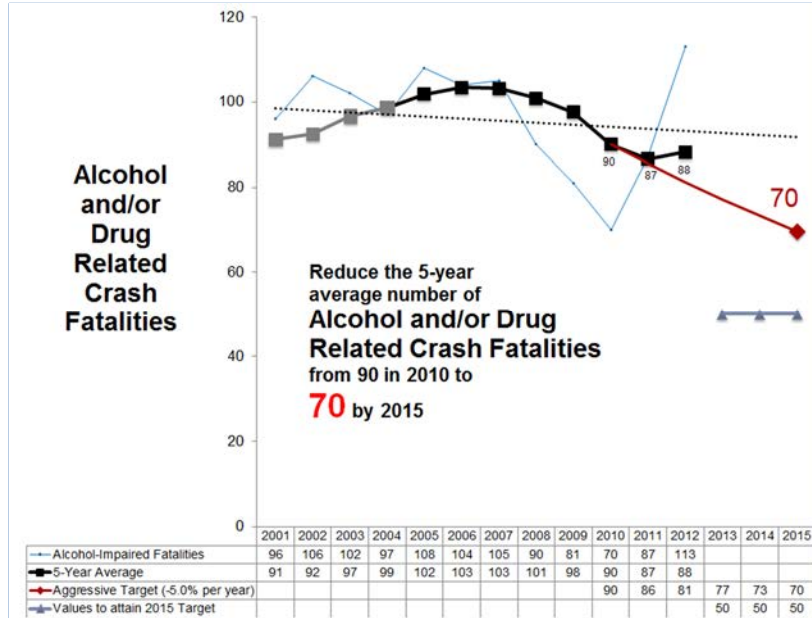 120
100
80
60
40
20
0
Alcohol
and/or
Drug
Related
Crash
Fatalities
90
87
88
70
Reduce the 5-year
average number of
Alcohol and/or Drug
Related Crash Fatalities
from 90 in 2010 to
70 by 2015
2001 2002 2003 2004 2005 2006 2007 2008 2009 2010 2011 2012 2013 2014 2015
Alcohol-Impaired Fatalities 96 106 102 97 108 104 105 90 81 70 87 113
5-Year Average 91 92 97 99 102 103 103 101 98 90 87 88
Aggressive Target (-5.0% per year) 90 86 81 77 73 70
Values to attain 2015 Target 50 50 50